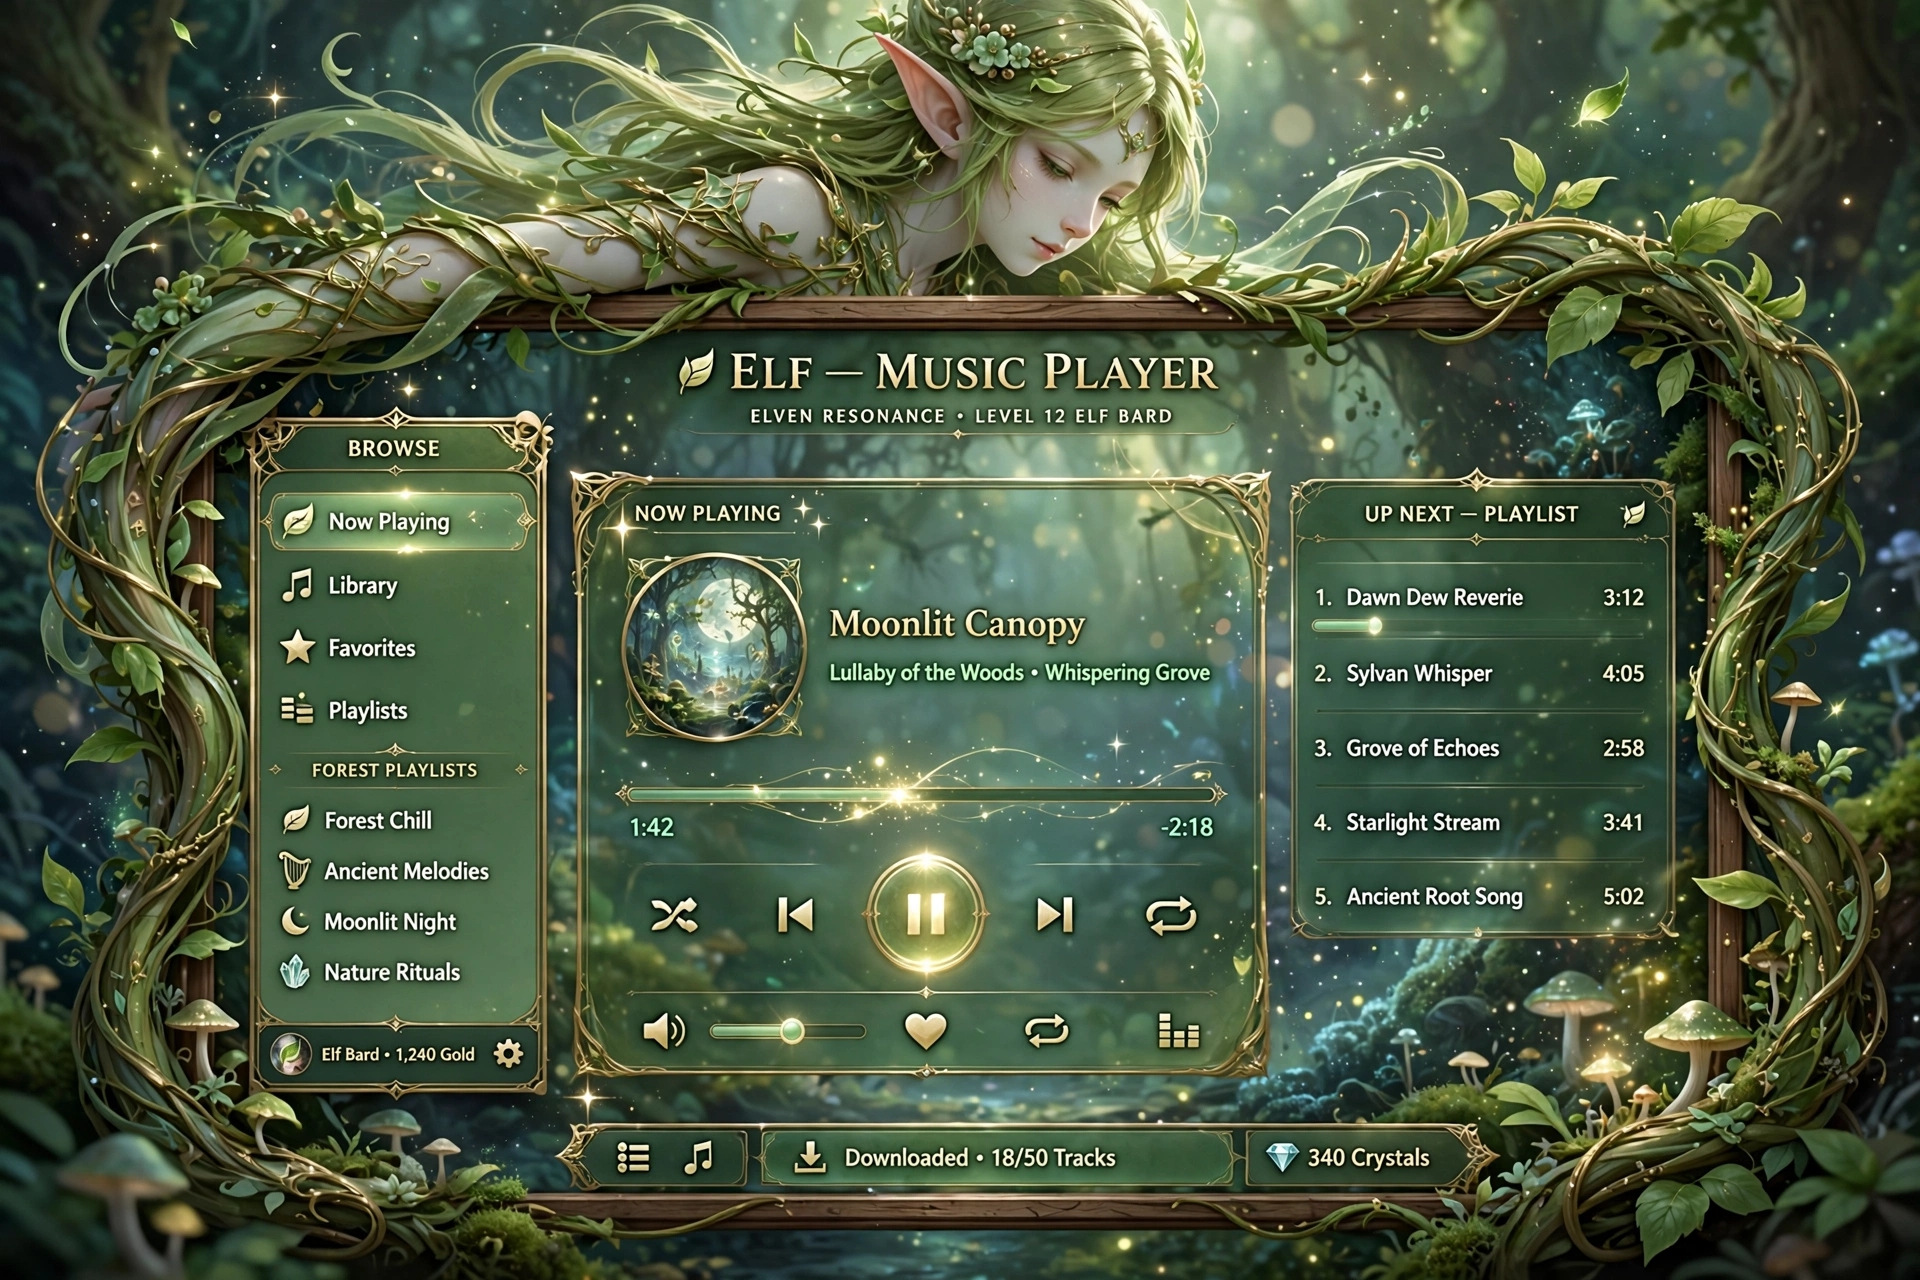 ELF — MUSIC PLAYER
ELVEN RESONANCE • LEVEL 12 ELF BARD
BROWSE
Now Playing
Library
Favorites
Playlists
FOREST PLAYLISTS
Forest Chill
Ancient Melodies
Moonlit Night
Nature Rituals
Elf Bard • 1,240 Gold
NOW PLAYING
Moonlit Canopy
Lullaby of the Woods • Whispering Grove
1:42 -2:18
UP NEXT — PLAYLIST
1. Dawn Dew Reverie 3:12
2. Sylvan Whisper 4:05
3. Grove of Echoes 2:58
4. Starlight Stream 3:41
5. Ancient Root Song 5:02
Downloaded • 18/50 Tracks
340 Crystals